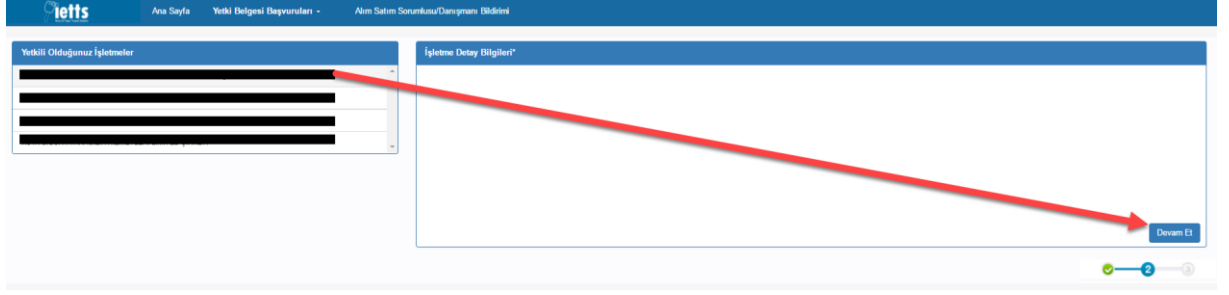 ietts
Ana Sayfa Yetki Belgesi Başvuruları Alım Satım Sorumlusu/Danışmanı Bildirimi
Yetkili Olduğunuz İşletmeler
İşletme Detay Bilgileri*
Devam Et
2 3